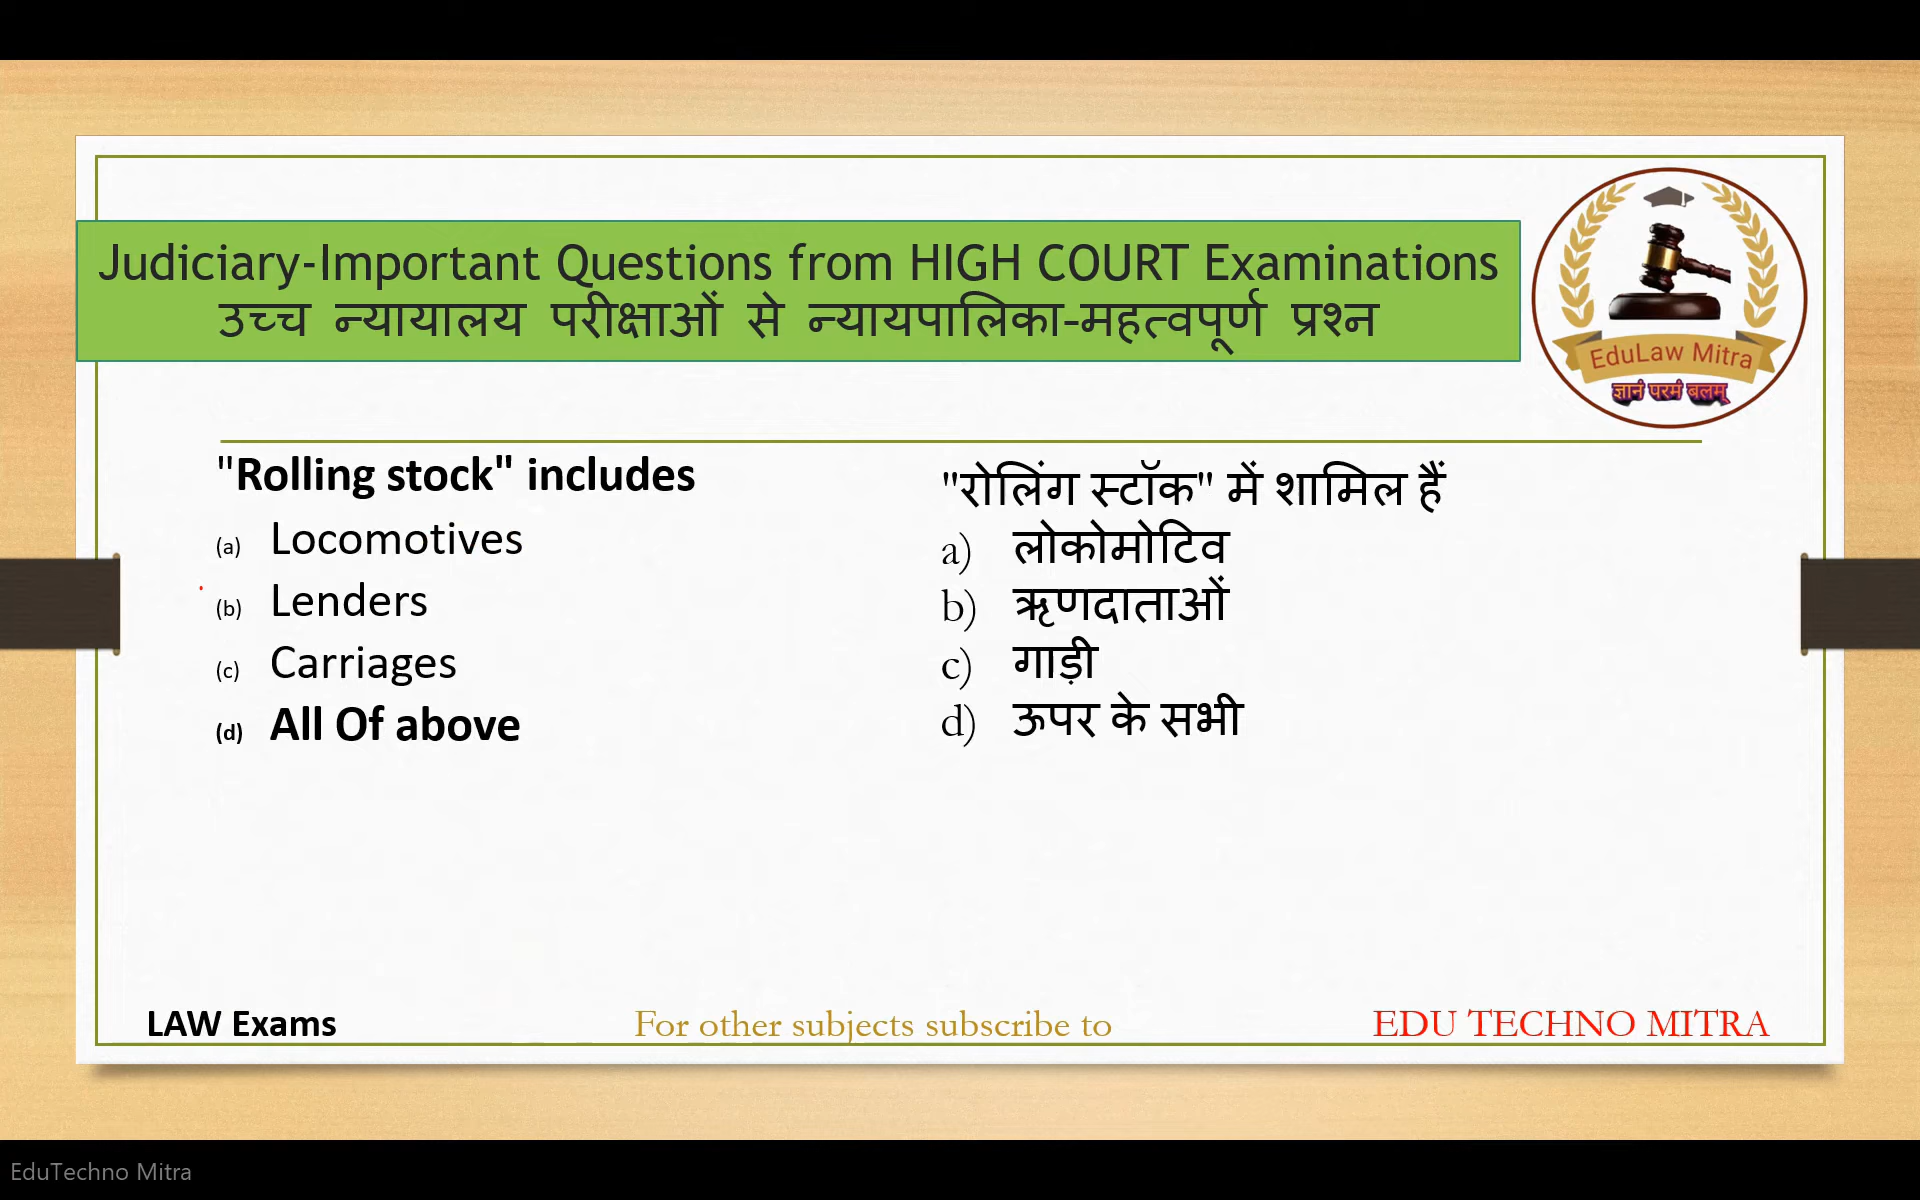 Judiciary-Important Questions from HIGH COURT Examinations
उच्च न्यायालय परीक्षाओं से न्यायपालिका-महत्वपूर्ण प्रश्न
EduLaw Mitra
ज्ञानं परमं बलम्
"Rolling stock" includes
(a) Locomotives
(b) Lenders
(c) Carriages
(d) All Of above
"रोलिंग स्टॉक" में शामिल हैं
a) लोकोमोटिव
b) ऋणदाताओं
c) गाड़ी
d) ऊपर के सभी
LAW Exams
For other subjects subscribe to
EDU TECHNO MITRA
EduTechno Mitra